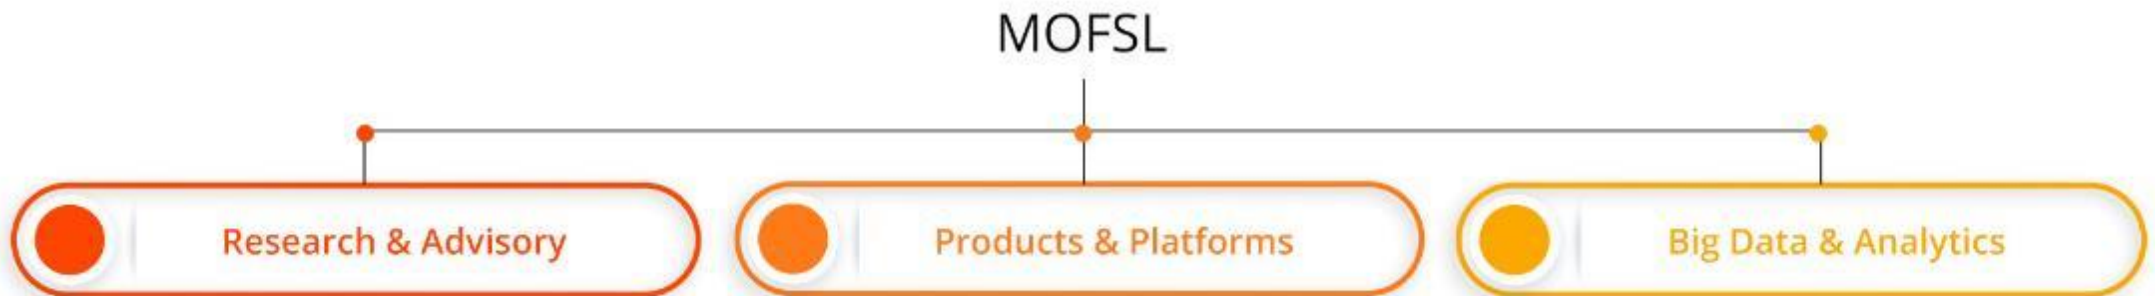 MOFSL
Research & Advisory
Products & Platforms
Big Data & Analytics